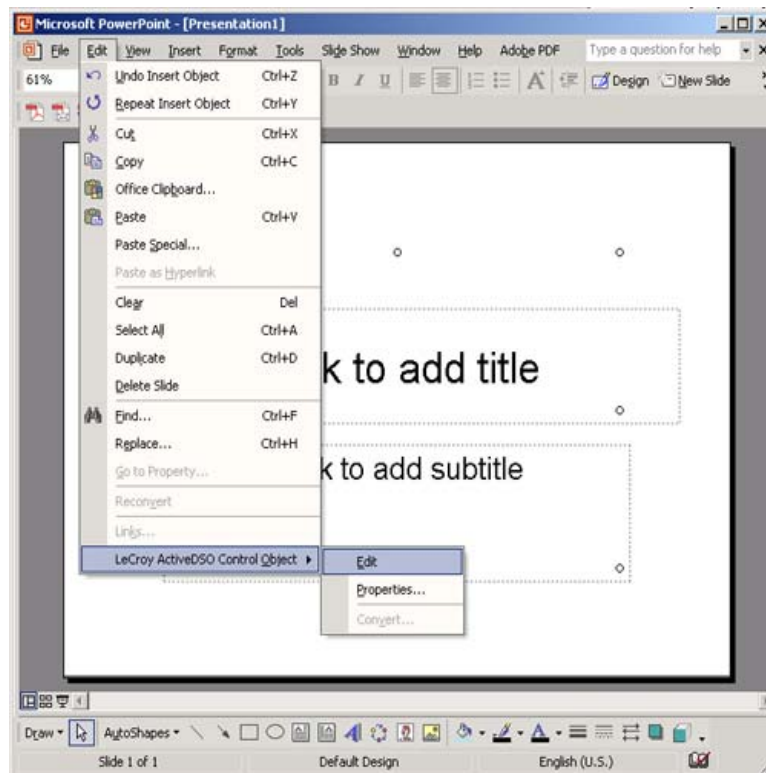 Microsoft PowerPoint - [Presentation1]
File Edit View Insert Format Tools Slide Show Window Help Adobe PDF Type a question for help
61% B I U A Design New Slide
Undo Insert Object Ctrl+Z
Repeat Insert Object Ctrl+Y
Cut Ctrl+X
Copy Ctrl+C
Office Clipboard...
Paste Ctrl+V
Paste Special...
Paste as Hyperlink
Clear Del
Select All Ctrl+A
Duplicate Ctrl+D
Delete Slide
Find... Ctrl+F
Replace... Ctrl+H
Go to Property...
Reconvert
Links...
LeCroy ActiveDSO Control Object
Edit
Properties...
Convert...
k to add title
k to add subtitle
Draw AutoShapes A A
Slide 1 of 1 Default Design English (U.S.)